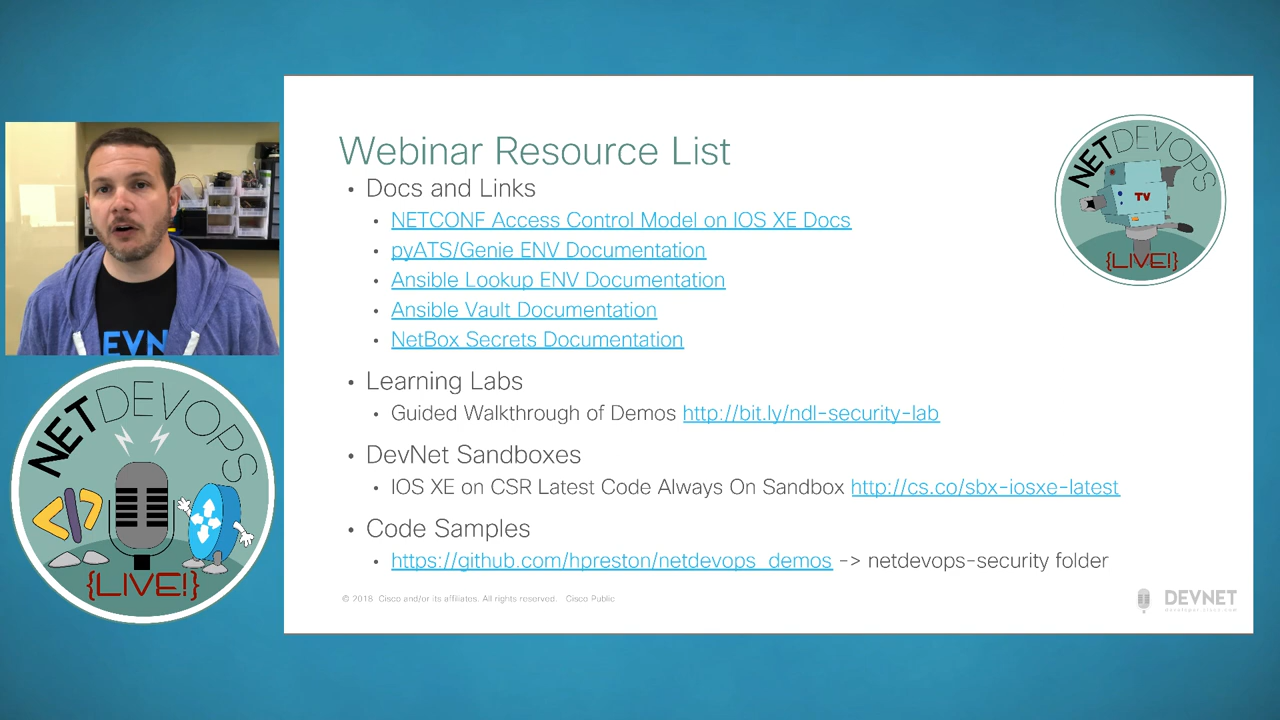 Webinar Resource List
• Docs and Links
• NETCONF Access Control Model on IOS XE Docs
• pyATS/Genie ENV Documentation
• Ansible Lookup ENV Documentation
• Ansible Vault Documentation
• NetBox Secrets Documentation
• Learning Labs
• Guided Walkthrough of Demos http://bit.ly/ndl-security-lab
• DevNet Sandboxes
• IOS XE on CSR Latest Code Always On Sandbox http://cs.co/sbx-iosxe-latest
• Code Samples
• https://github.com/hpreston/netdevops_demos -> netdevops-security folder
© 2018 Cisco and/or its affiliates. All rights reserved. Cisco Public
DEVNET
developer.cisco.com
NETDEVOPS
TV
{LIVE!}
EVN
NETDEVOPS
</>
{LIVE!}